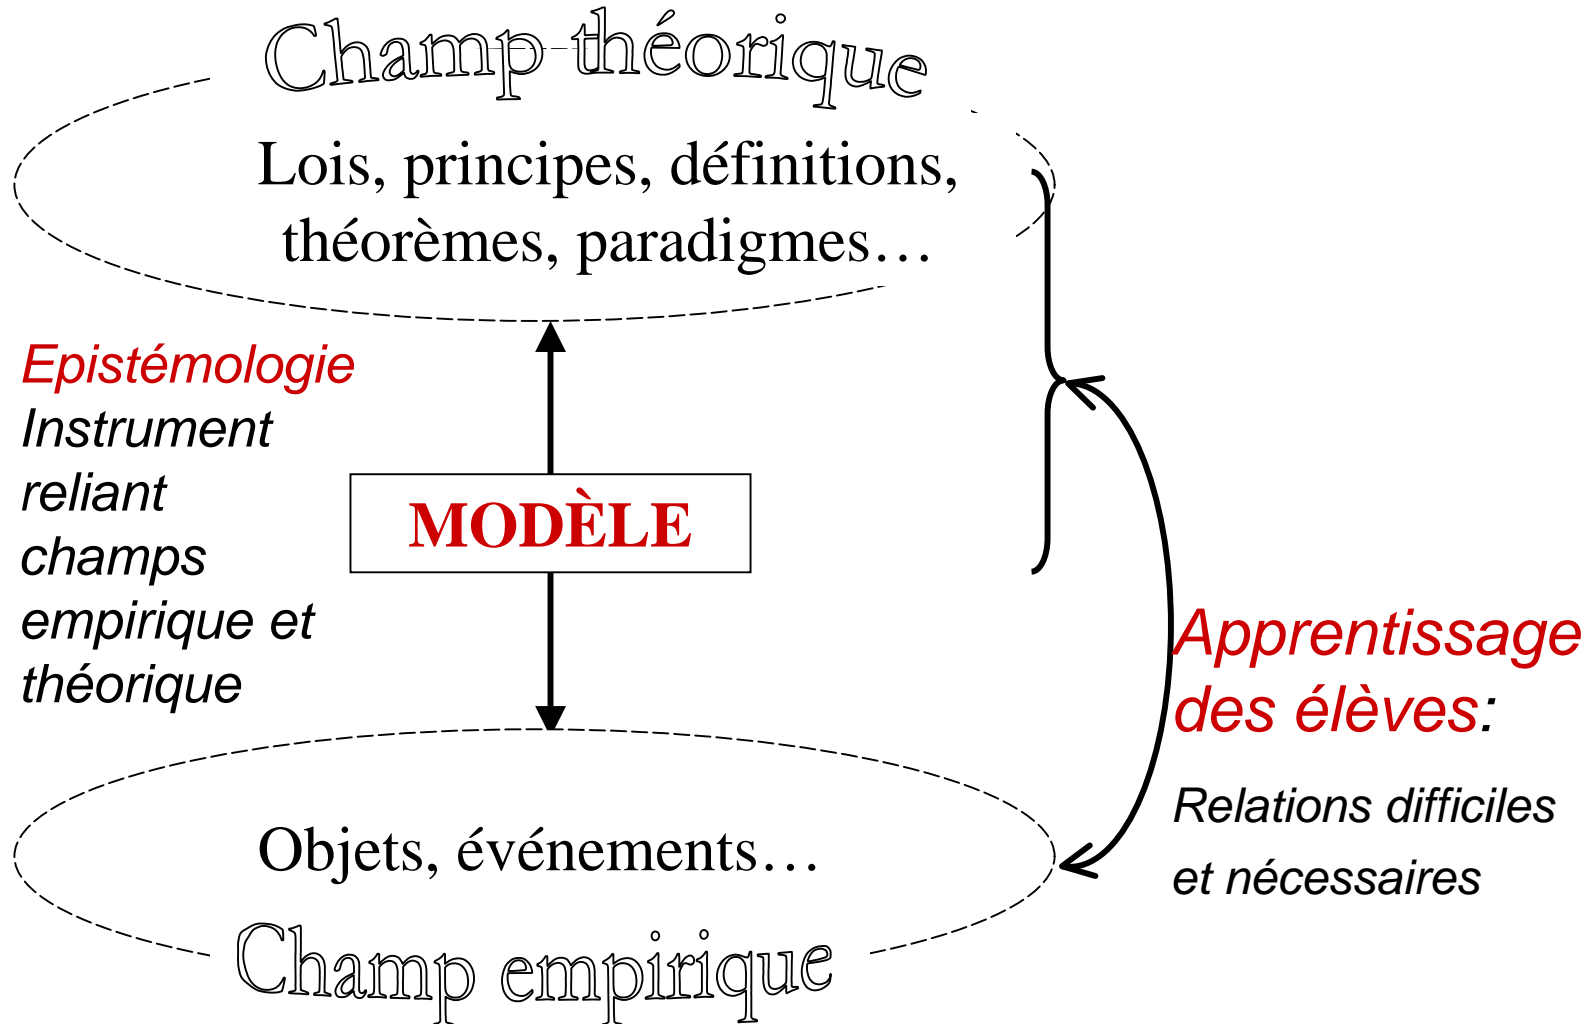 Champ théorique
Lois, principes, définitions,
théorèmes, paradigmes…
Epistémologie
Instrument
reliant
champs
empirique et
théorique
MODÈLE
Apprentissage
des élèves:
Relations difficiles
et nécessaires
Objets, événements…
Champ empirique